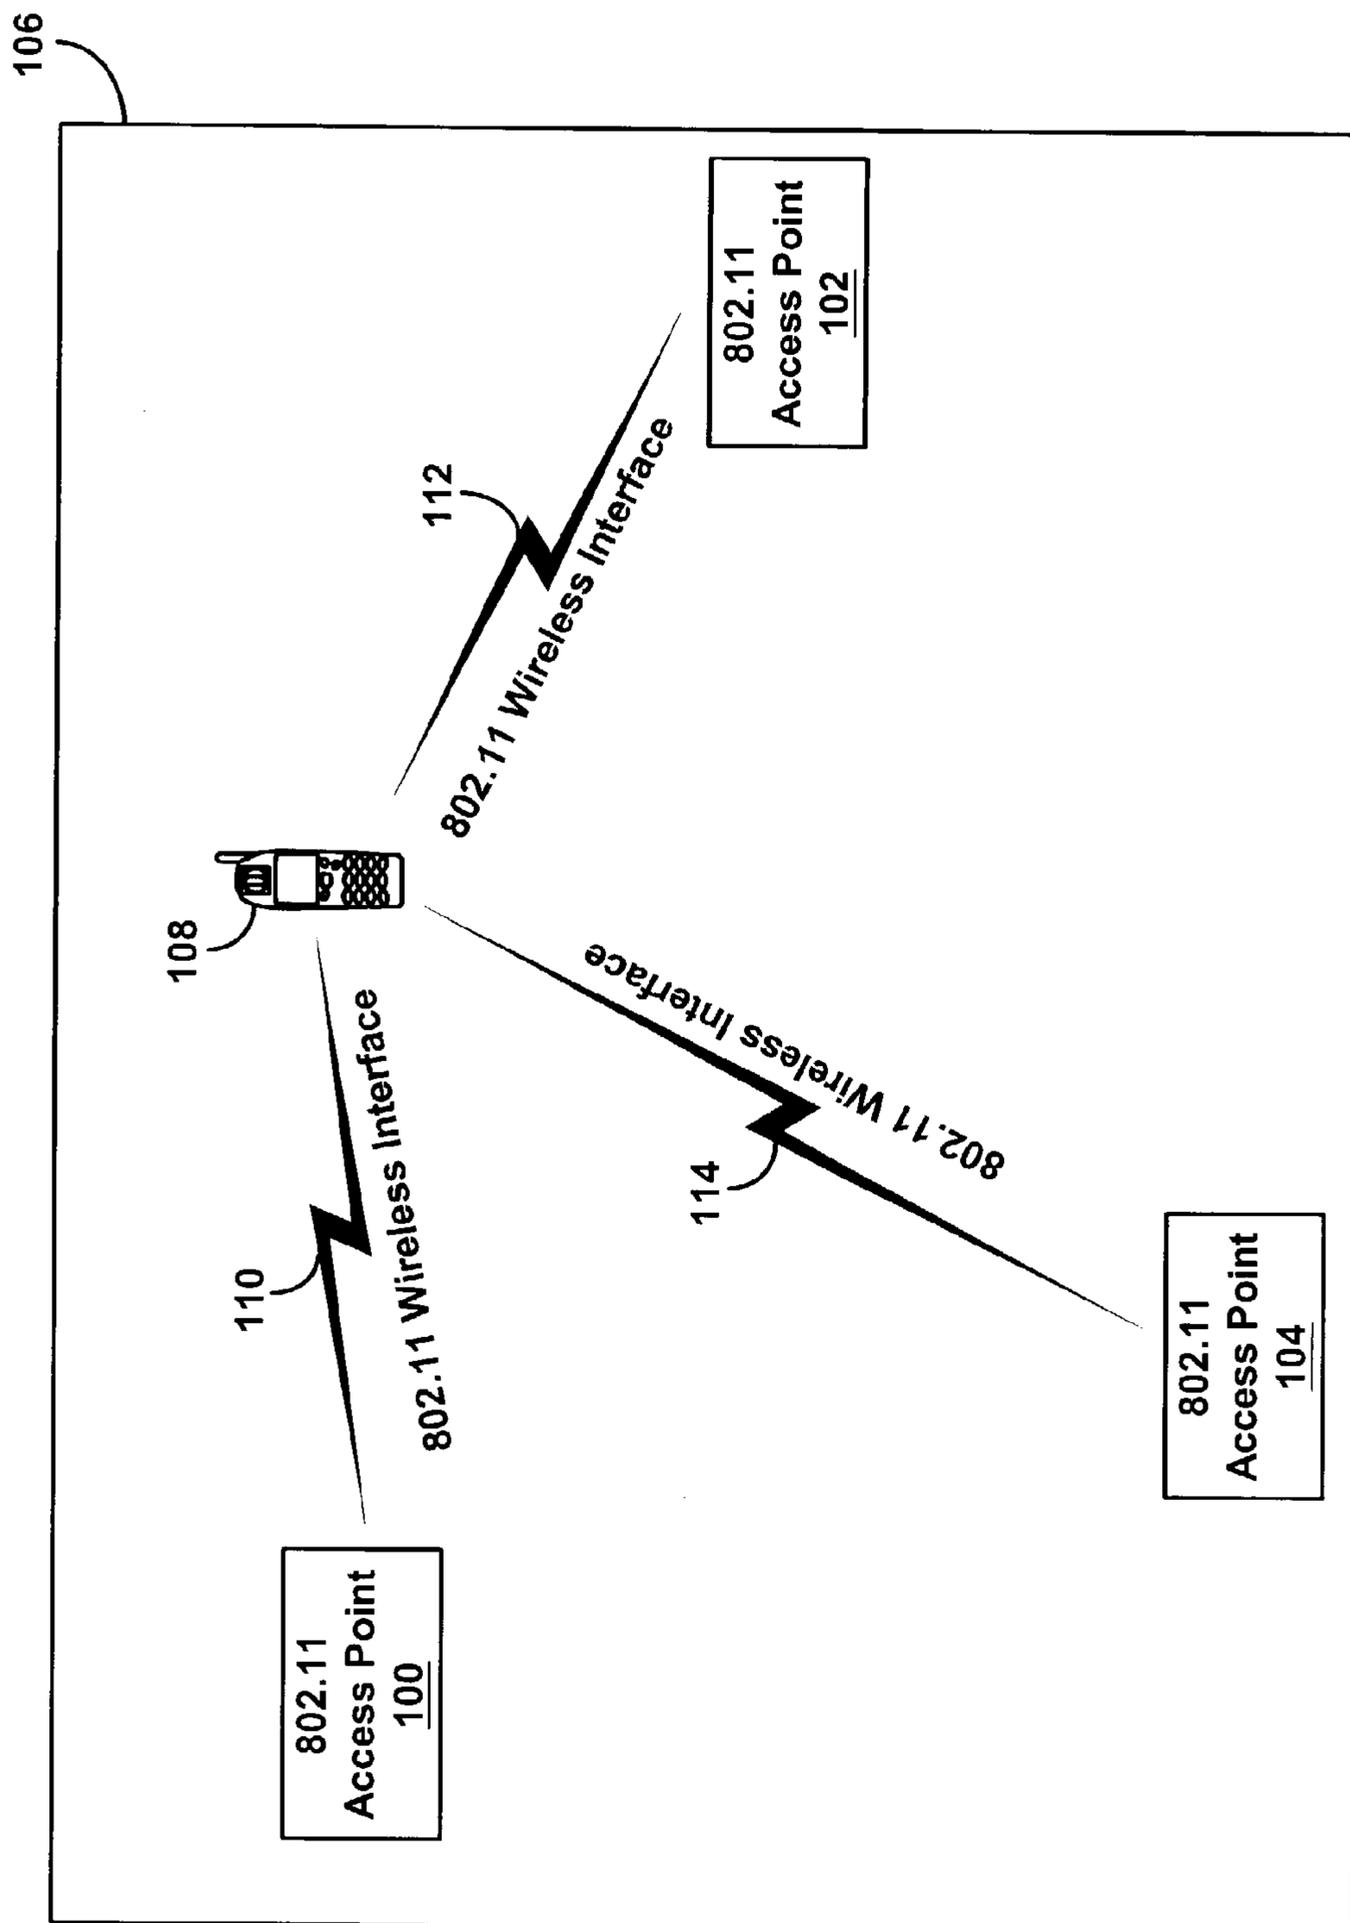 106
108
110
802.11 Wireless Interface
112
802.11 Wireless Interface
114
802.11 Wireless Interface
802.11
Access Point
100
802.11
Access Point
102
802.11
Access Point
104